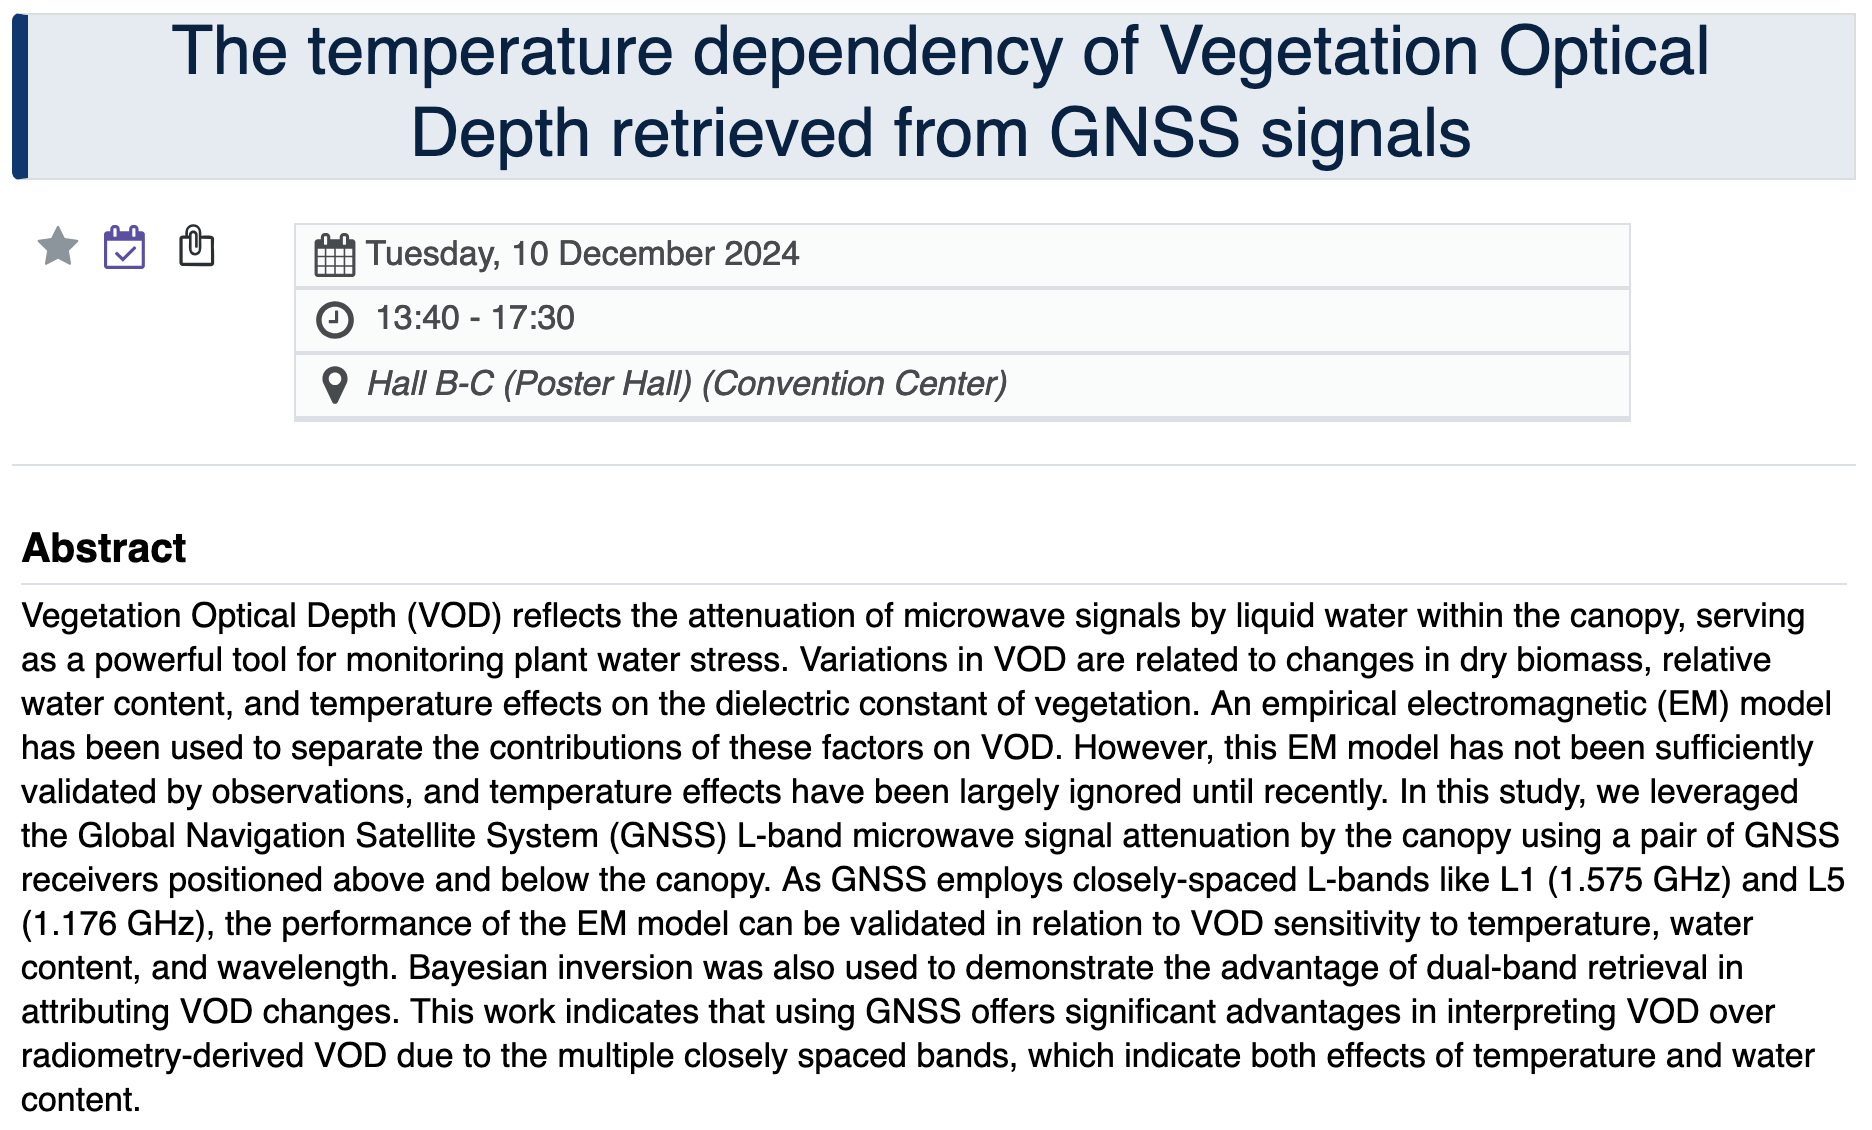 The temperature dependency of Vegetation Optical
Depth retrieved from GNSS signals
Tuesday, 10 December 2024
13:40 - 17:30
Hall B-C (Poster Hall) (Convention Center)
Abstract
Vegetation Optical Depth (VOD) reflects the attenuation of microwave signals by liquid water within the canopy, serving
as a powerful tool for monitoring plant water stress. Variations in VOD are related to changes in dry biomass, relative
water content, and temperature effects on the dielectric constant of vegetation. An empirical electromagnetic (EM) model
has been used to separate the contributions of these factors on VOD. However, this EM model has not been sufficiently
validated by observations, and temperature effects have been largely ignored until recently. In this study, we leveraged
the Global Navigation Satellite System (GNSS) L-band microwave signal attenuation by the canopy using a pair of GNSS
receivers positioned above and below the canopy. As GNSS employs closely-spaced L-bands like L1 (1.575 GHz) and L5
(1.176 GHz), the performance of the EM model can be validated in relation to VOD sensitivity to temperature, water
content, and wavelength. Bayesian inversion was also used to demonstrate the advantage of dual-band retrieval in
attributing VOD changes. This work indicates that using GNSS offers significant advantages in interpreting VOD over
radiometry-derived VOD due to the multiple closely spaced bands, which indicate both effects of temperature and water
content.